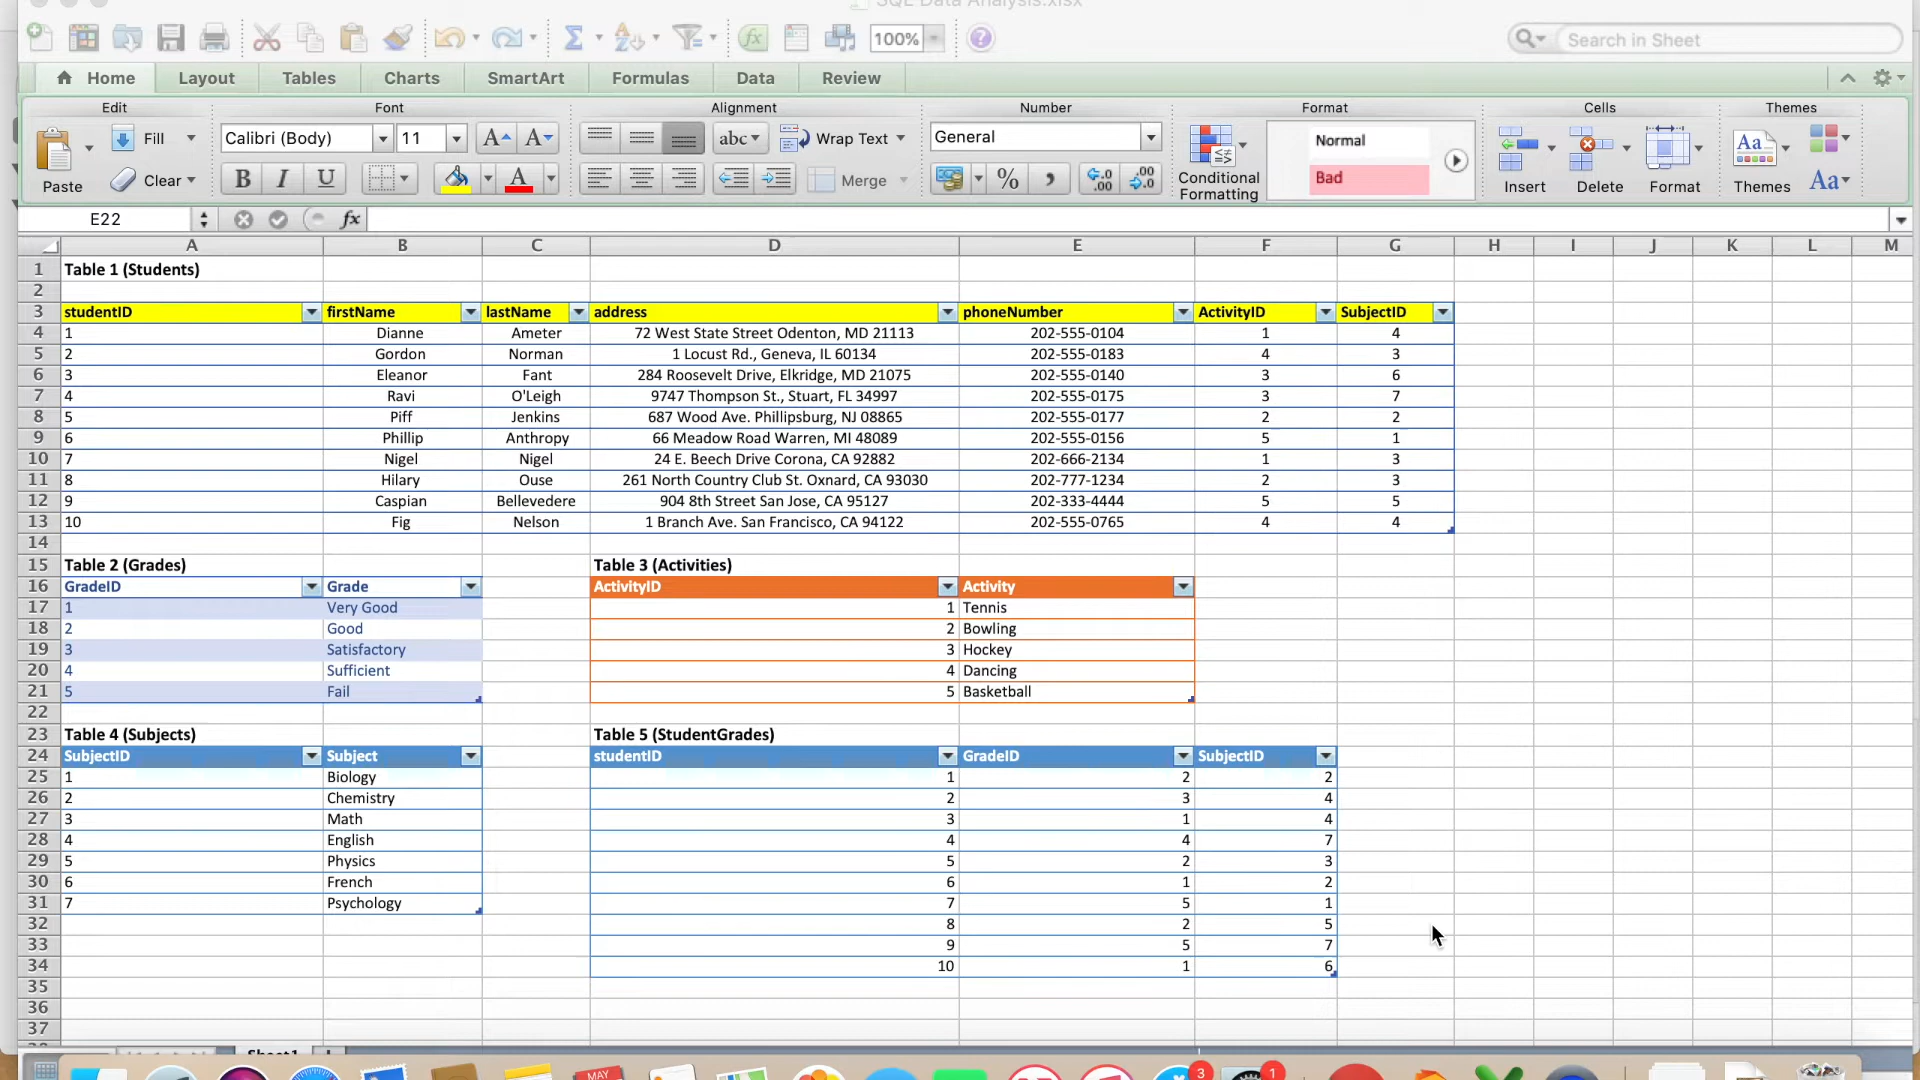 SQL Data Analysis.xlsx
100%
Search in Sheet
Home Layout Tables Charts SmartArt Formulas Data Review
Edit Font Alignment Number Format Cells Themes
Fill Calibri (Body) 11 A A abc Wrap Text General Normal Aa
Paste Clear B I U A Merge % Conditional Formatting Bad Insert Delete Format Themes Aa
E22 fx
A B C D E F G H I J K L M
1 Table 1 (Students)
2
3 studentID firstName lastName address phoneNumber ActivityID SubjectID
4 1 Dianne Ameter 72 West State Street Odenton, MD 21113 202-555-0104 1 4
5 2 Gordon Norman 1 Locust Rd., Geneva, IL 60134 202-555-0183 4 3
6 3 Eleanor Fant 284 Roosevelt Drive, Elkridge, MD 21075 202-555-0140 3 6
7 4 Ravi O'Leigh 9747 Thompson St., Stuart, FL 34997 202-555-0175 3 7
8 5 Piff Jenkins 687 Wood Ave. Phillipsburg, NJ 08865 202-555-0177 2 2
9 6 Phillip Anthropy 66 Meadow Road Warren, MI 48089 202-555-0156 5 1
10 7 Nigel Nigel 24 E. Beech Drive Corona, CA 92882 202-666-2134 1 3
11 8 Hilary Ouse 261 North Country Club St. Oxnard, CA 93030 202-777-1234 2 3
12 9 Caspian Bellevedere 904 8th Street San Jose, CA 95127 202-333-4444 5 5
13 10 Fig Nelson 1 Branch Ave. San Francisco, CA 94122 202-555-0765 4 4
14
15 Table 2 (Grades) Table 3 (Activities)
16 GradeID Grade ActivityID Activity
17 1 Very Good 1 Tennis
18 2 Good 2 Bowling
19 3 Satisfactory 3 Hockey
20 4 Sufficient 4 Dancing
21 5 Fail 5 Basketball
22
23 Table 4 (Subjects) Table 5 (StudentGrades)
24 SubjectID Subject studentID GradeID SubjectID
25 1 Biology 1 2 2
26 2 Chemistry 2 3 4
27 3 Math 3 1 4
28 4 English 4 4 7
29 5 Physics 5 2 3
30 6 French 6 1 2
31 7 Psychology 7 5 1
32 8 2 5
33 9 5 7
34 10 1 6
35
36
37
Sheet1
MAY 3 1